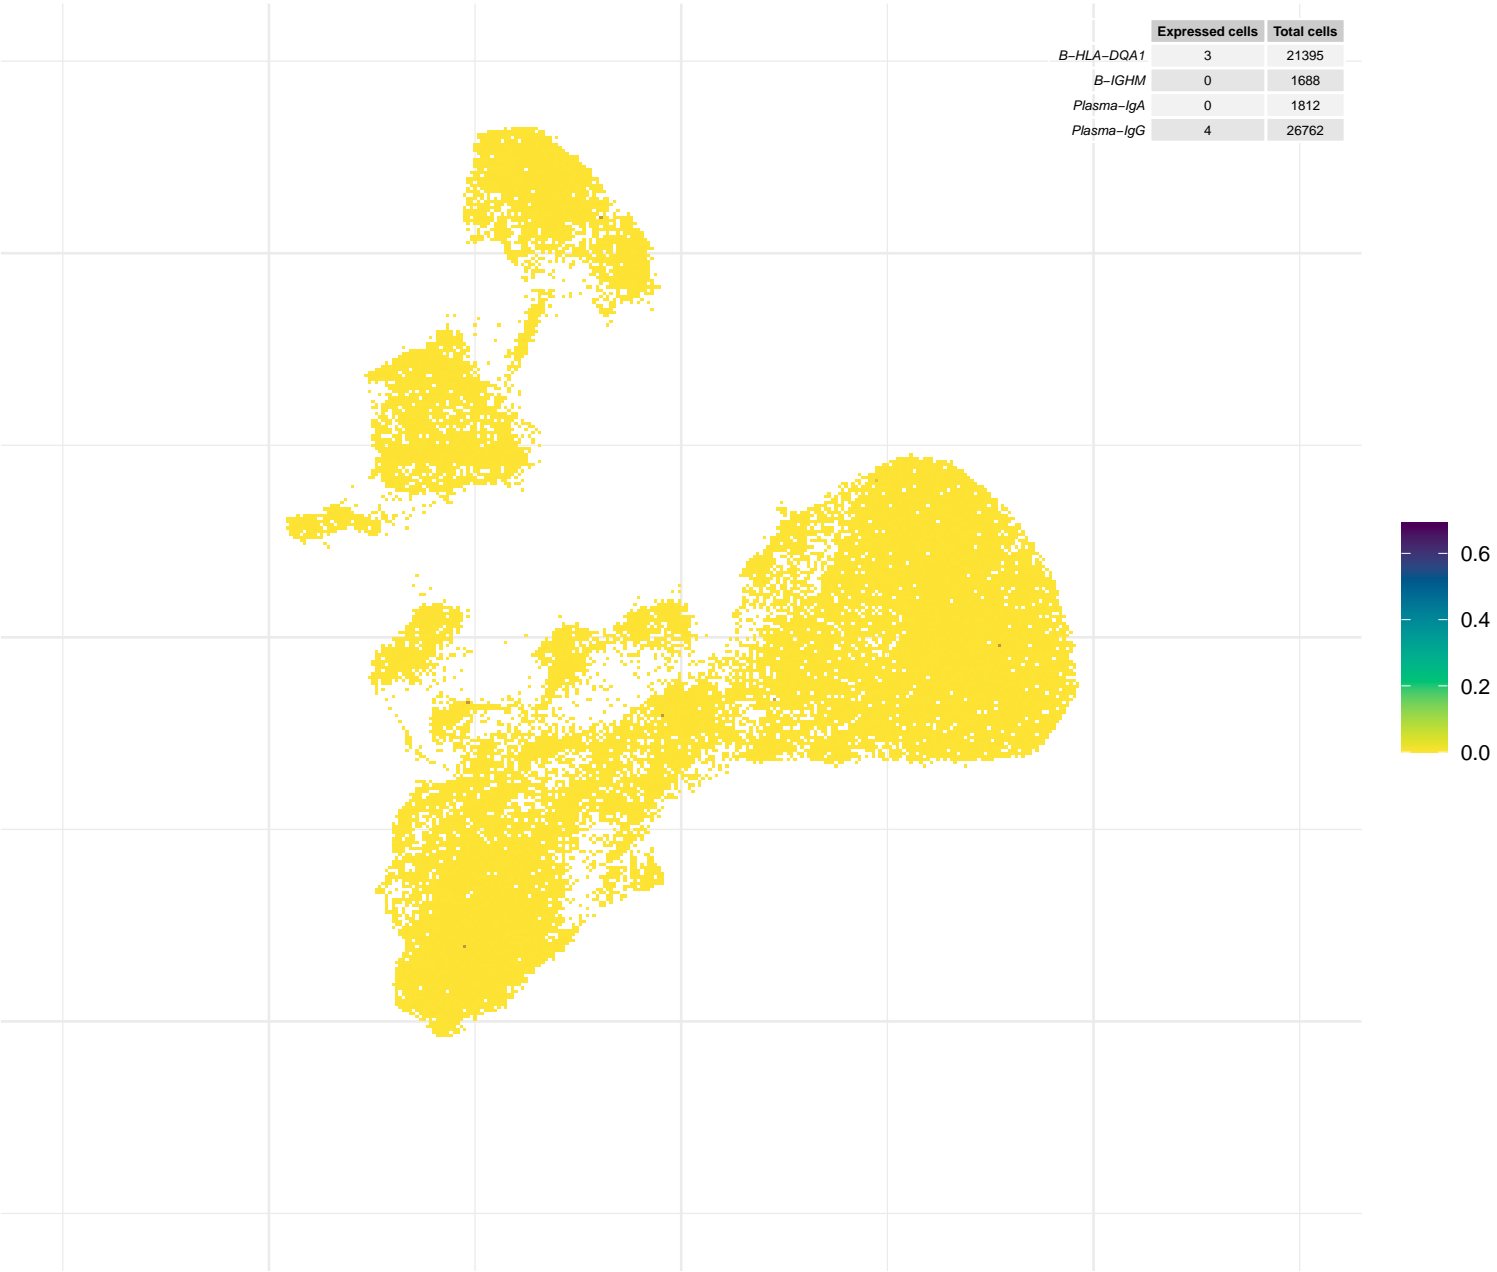 Expressed cells Total cells
B−HLA−DQA1 3 21395
B−IGHM 0 1688
Plasma−IgA 0 1812
Plasma−IgG 4 26762
0.6
0.4
0.2
0.0